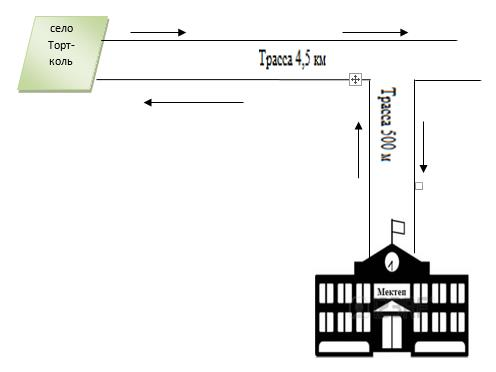 село
Торт-
коль
Трасса 4,5 км
Трасса 500 м
Мектеп